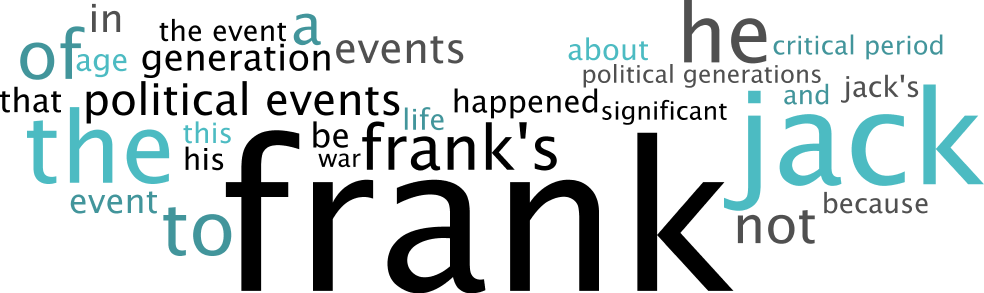 in
the event
a
he
of
age
generation
events
about
critical period
political generations
that
political events
happened
significant
and
jack's
the
this
his
be
war
frank's
life
jack
event
to
frank
not
because